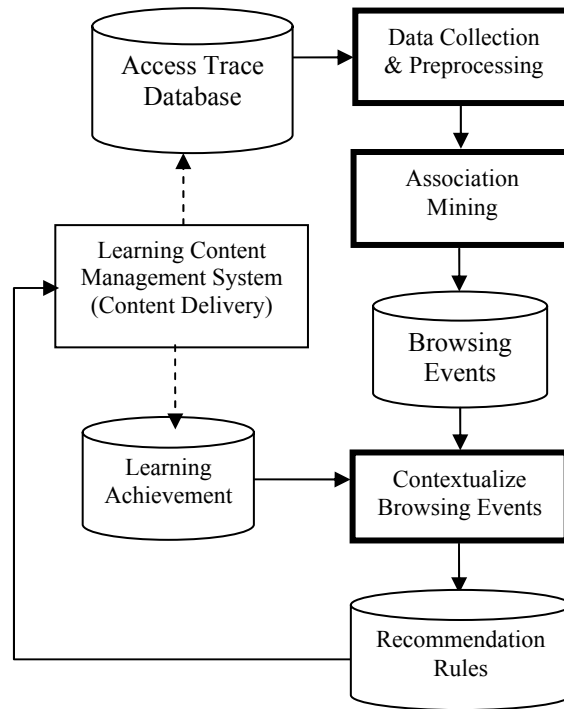 Access Trace
Database
Data Collection
& Preprocessing
Association
Mining
Learning Content
Management System
(Content Delivery)
Browsing
Events
Learning
Achievement
Contextualize
Browsing Events
Recommendation
Rules